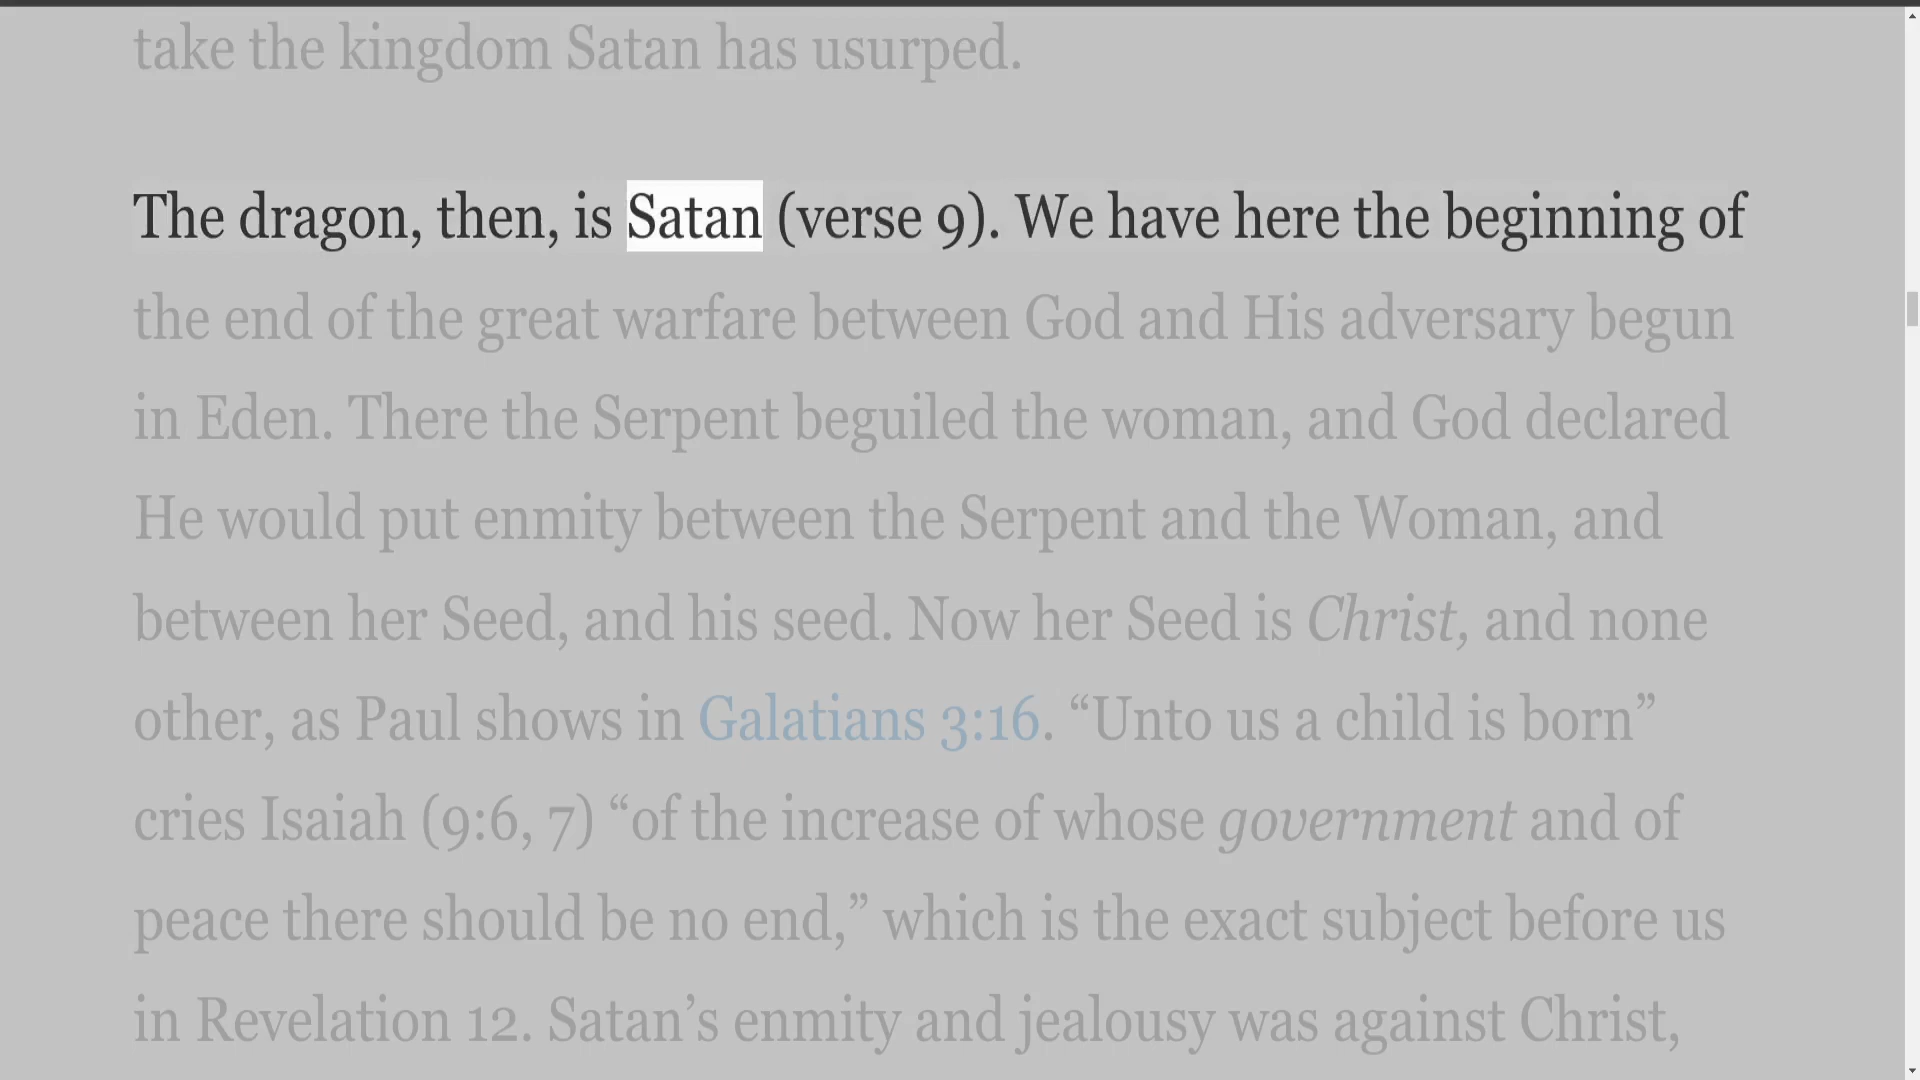 take the kingdom Satan has usurped.
The dragon, then, is Satan (verse 9). We have here the beginning of
the end of the great warfare between God and His adversary begun
in Eden. There the Serpent beguiled the woman, and God declared
He would put enmity between the Serpent and the Woman, and
between her Seed, and his seed. Now her Seed is Christ, and none
other, as Paul shows in Galatians 3:16. “Unto us a child is born”
cries Isaiah (9:6, 7) “of the increase of whose government and of
peace there should be no end,” which is the exact subject before us
in Revelation 12. Satan’s enmity and jealousy was against Christ,